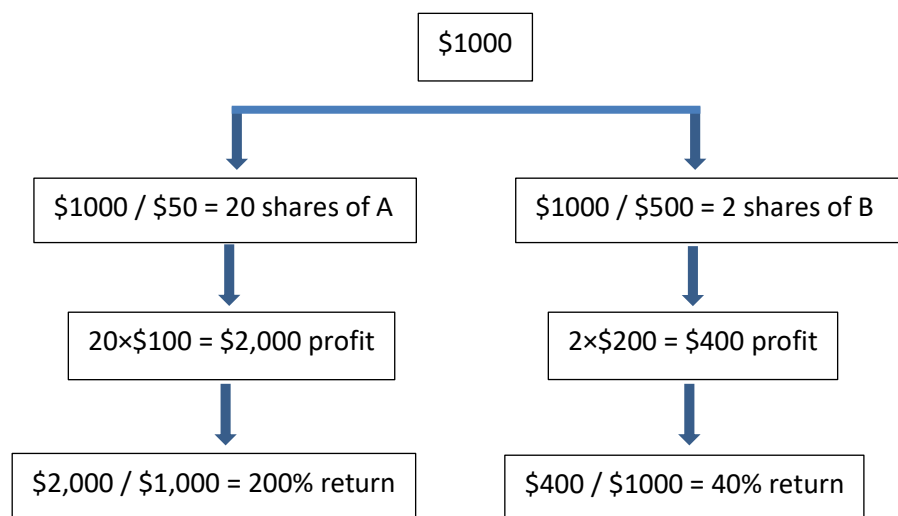 $1000
$1000 / $50 = 20 shares of A
$1000 / $500 = 2 shares of B
20×$100 = $2,000 profit
2×$200 = $400 profit
$2,000 / $1,000 = 200% return
$400 / $1000 = 40% return